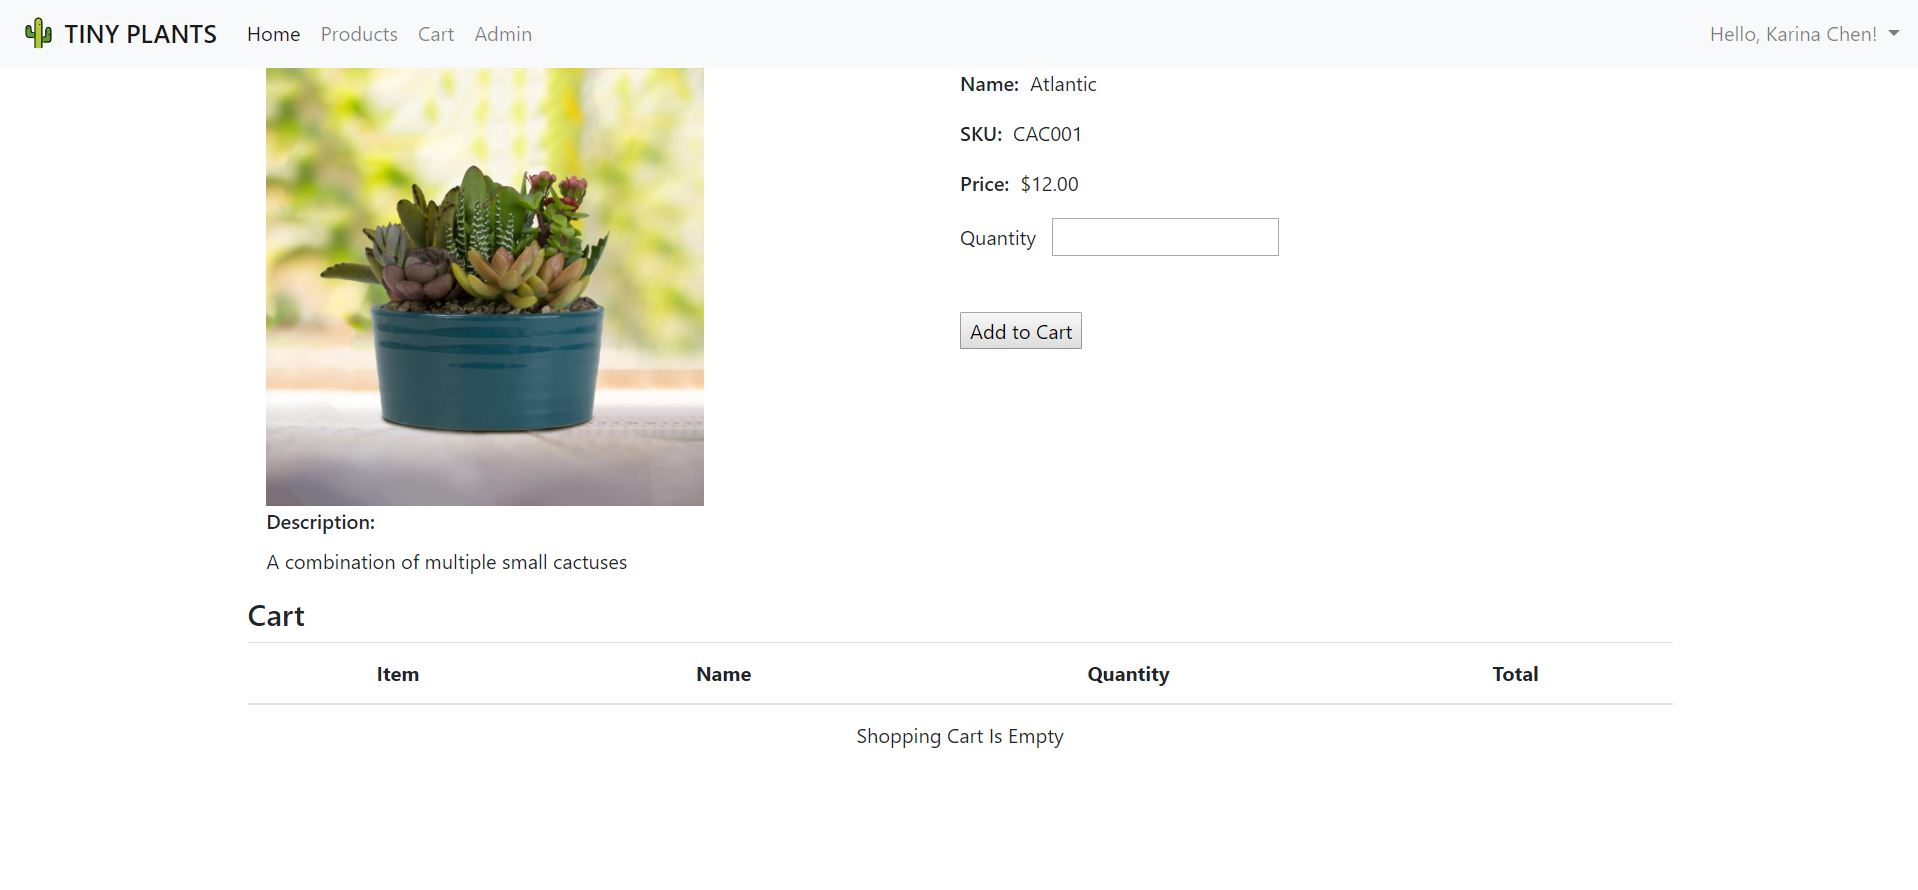 TINY PLANTS Home Products Cart Admin Hello, Karina Chen!
Name: Atlantic
SKU: CAC001
Price: $12.00
Quantity
Add to Cart
Description:
A combination of multiple small cactuses
Cart
Item Name Quantity Total
Shopping Cart Is Empty